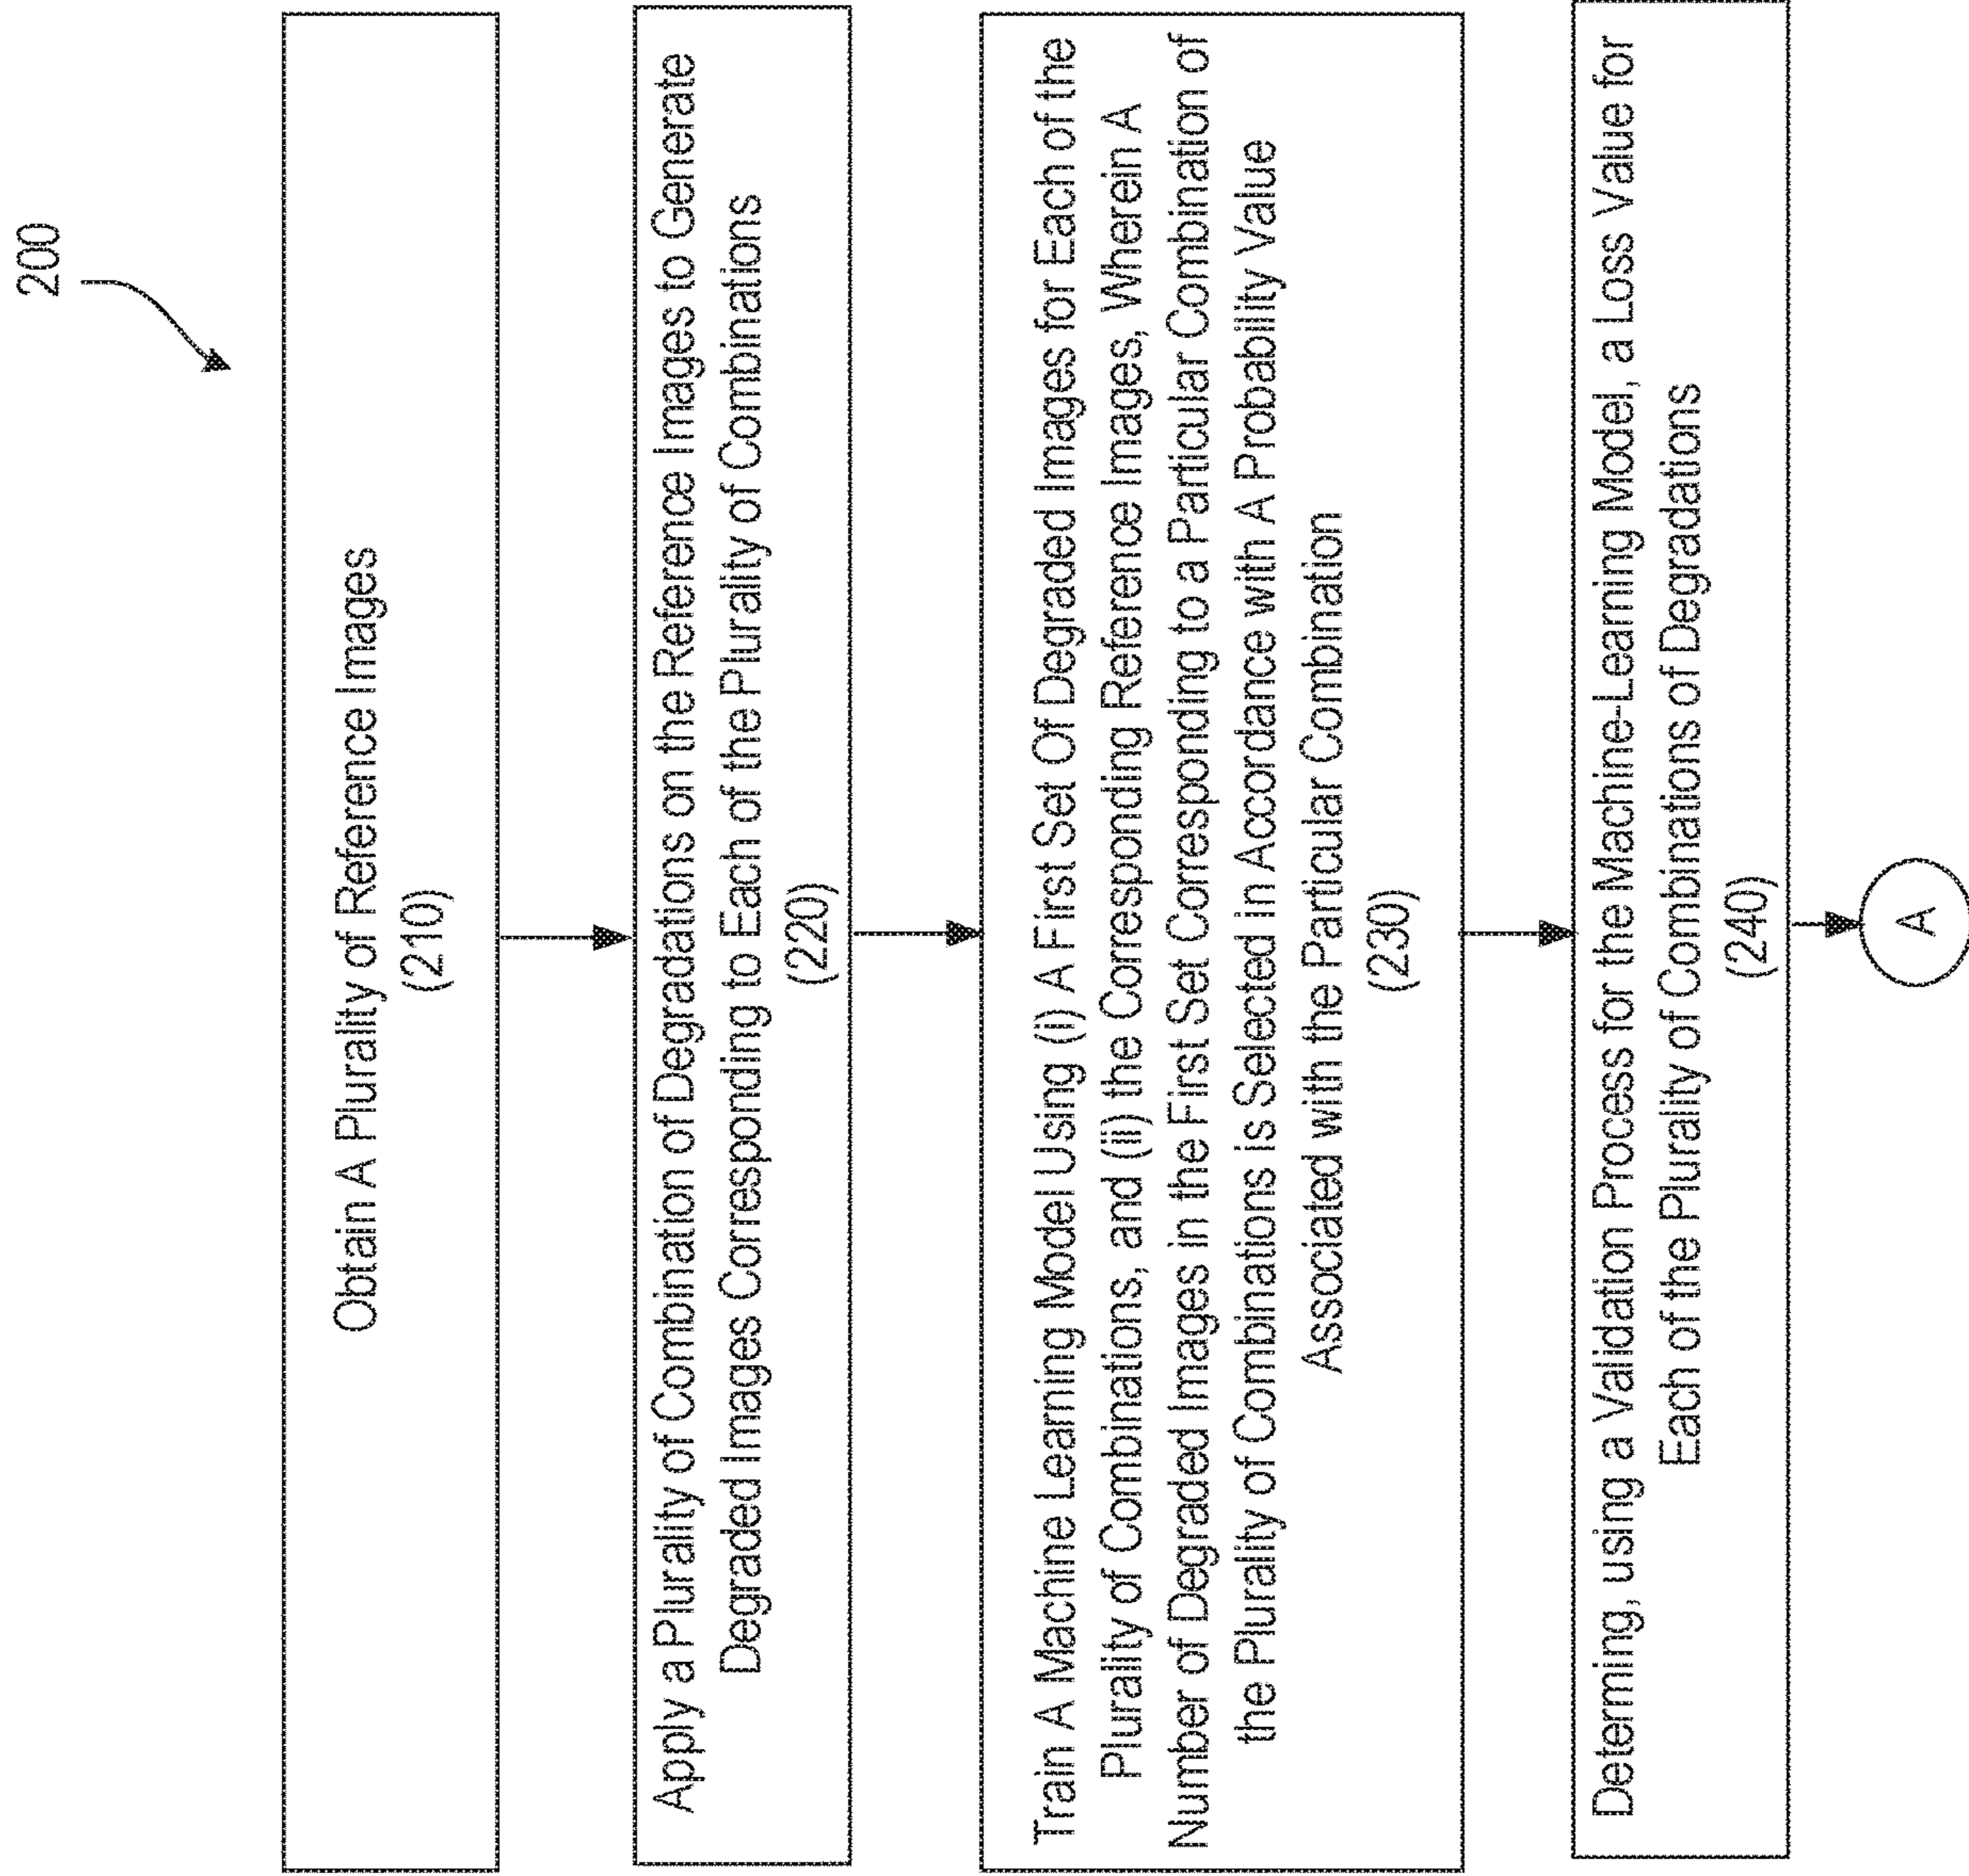 200
Obtain A Plurality of Reference Images
(210)
Apply a Plurality of Combination of Degradations on the Reference Images to Generate
Degraded Images Corresponding to Each of the Plurality of Combinations
(220)
Train A Machine Learning Model Using (i) A First Set Of Degraded Images for Each of the
Plurality of Combinations, and (ii) the Corresponding Reference Images, Wherein A
Number of Degraded Images in the First Set Corresponding to a Particular Combination of
the Plurality of Combinations is Selected in Accordance with A Probability Value
Associated with the Particular Combination
(230)
Determing, using a Validation Process for the Machine-Learning Model, a Loss Value for
Each of the Plurality of Combinations of Degradations
(240)
A